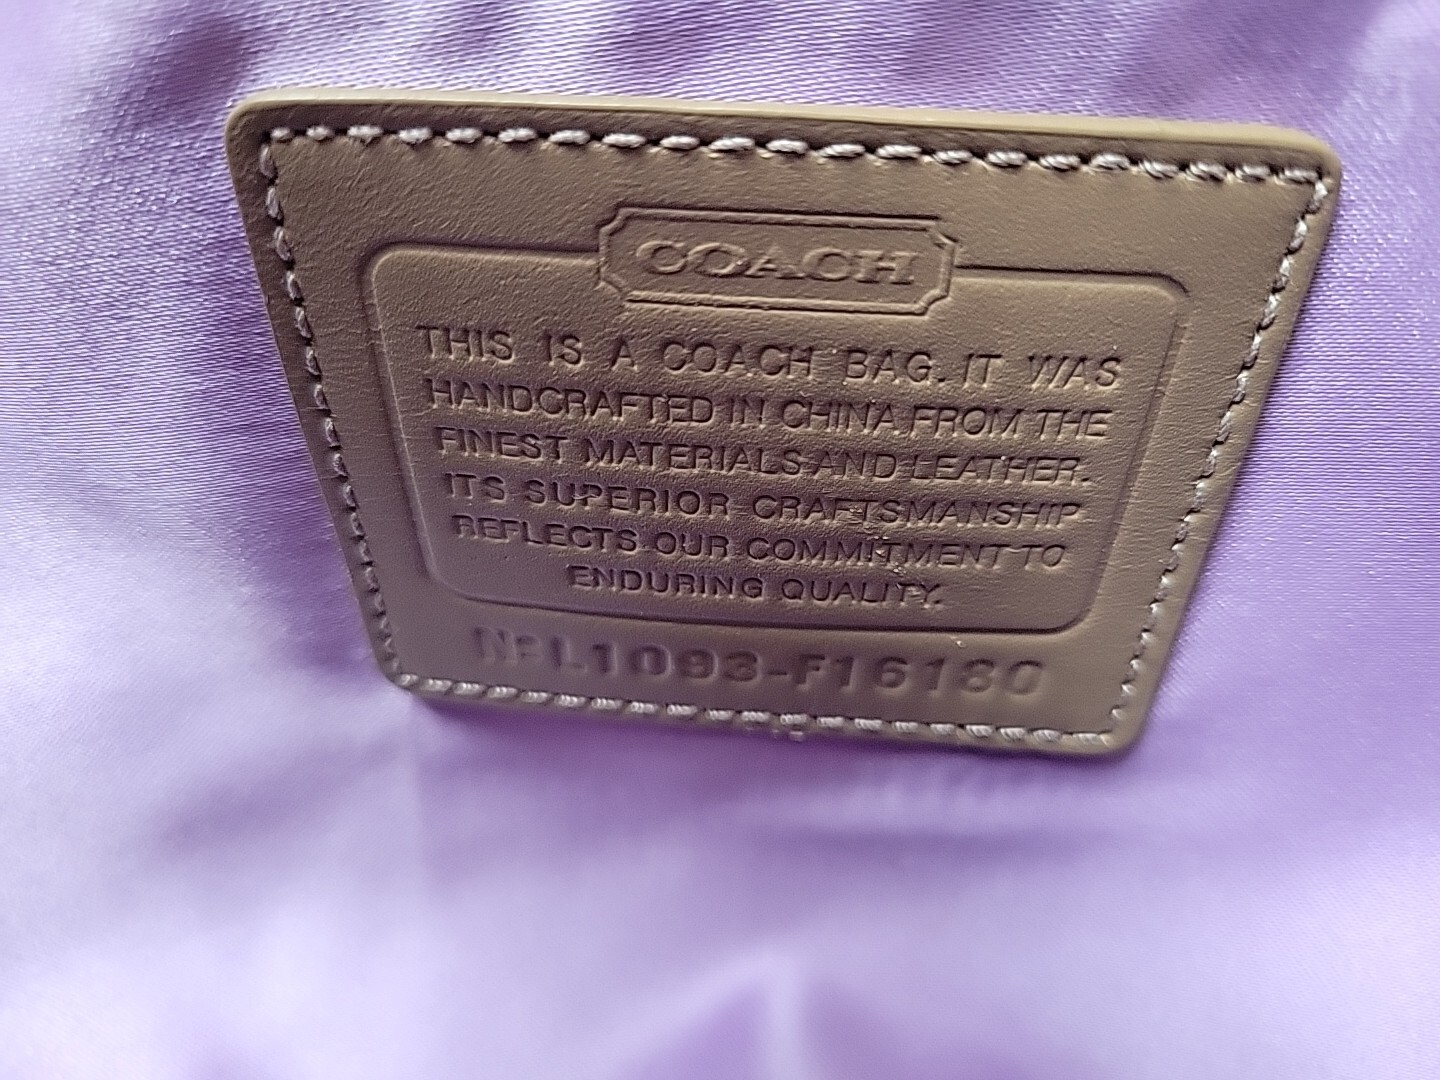 COACH
THIS IS A COACH BAG. IT WAS
HANDCRAFTED IN CHINA FROM THE
FINEST MATERIALS AND LEATHER.
ITS SUPERIOR CRAFTSMANSHIP
REFLECTS OUR COMMITMENT TO
ENDURING QUALITY.
Nº L1093-F16180